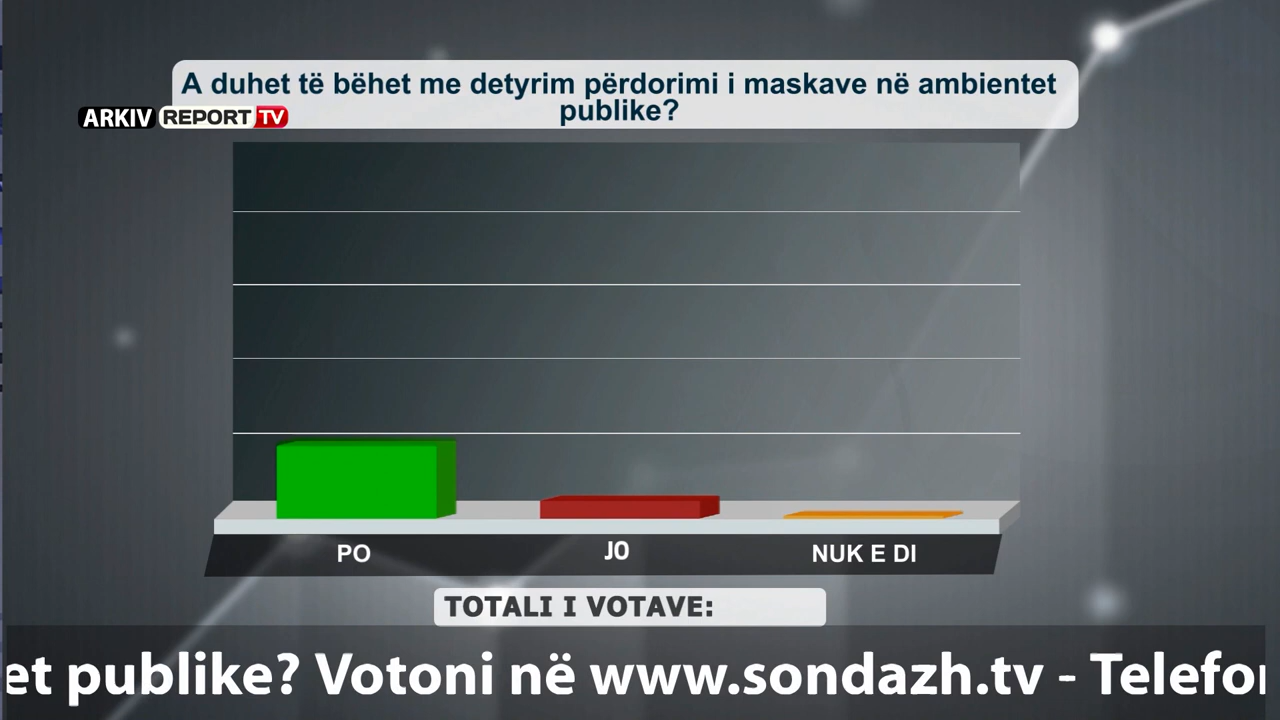 A duhet të bëhet me detyrim përdorimi i maskave në ambientet
publike?
ARKIV REPORT TV
PO
JO
NUK E DI
TOTALI I VOTAVE:
et publike? Votoni në www.sondazh.tv -